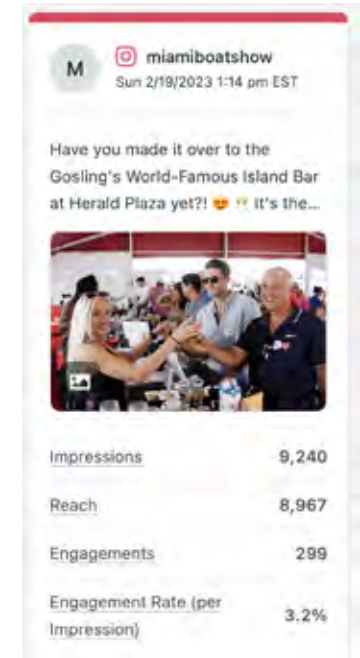 M
miamiboatshow
Sun 2/19/2023 1:14 pm EST
Have you made it over to the
Gosling's World-Famous Island Bar
at Herald Plaza yet?! 😍 🥂 It's the...
Impressions 9,240
Reach 8,967
Engagements 299
Engagement Rate (per
Impression) 3.2%